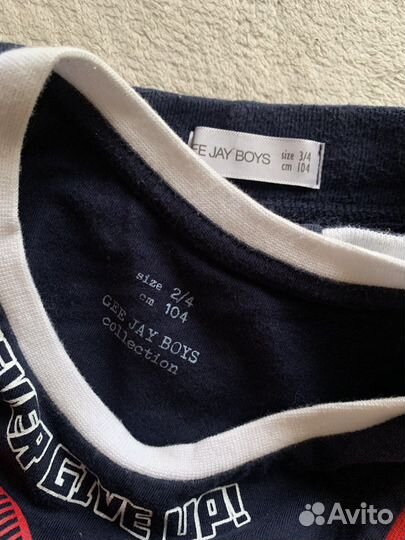 EE JAY BOYS
size 3/4
cm 104
size 2/4
cm 104
GEE JAY BOYS
collection
EVER GIVE UP!
Avito